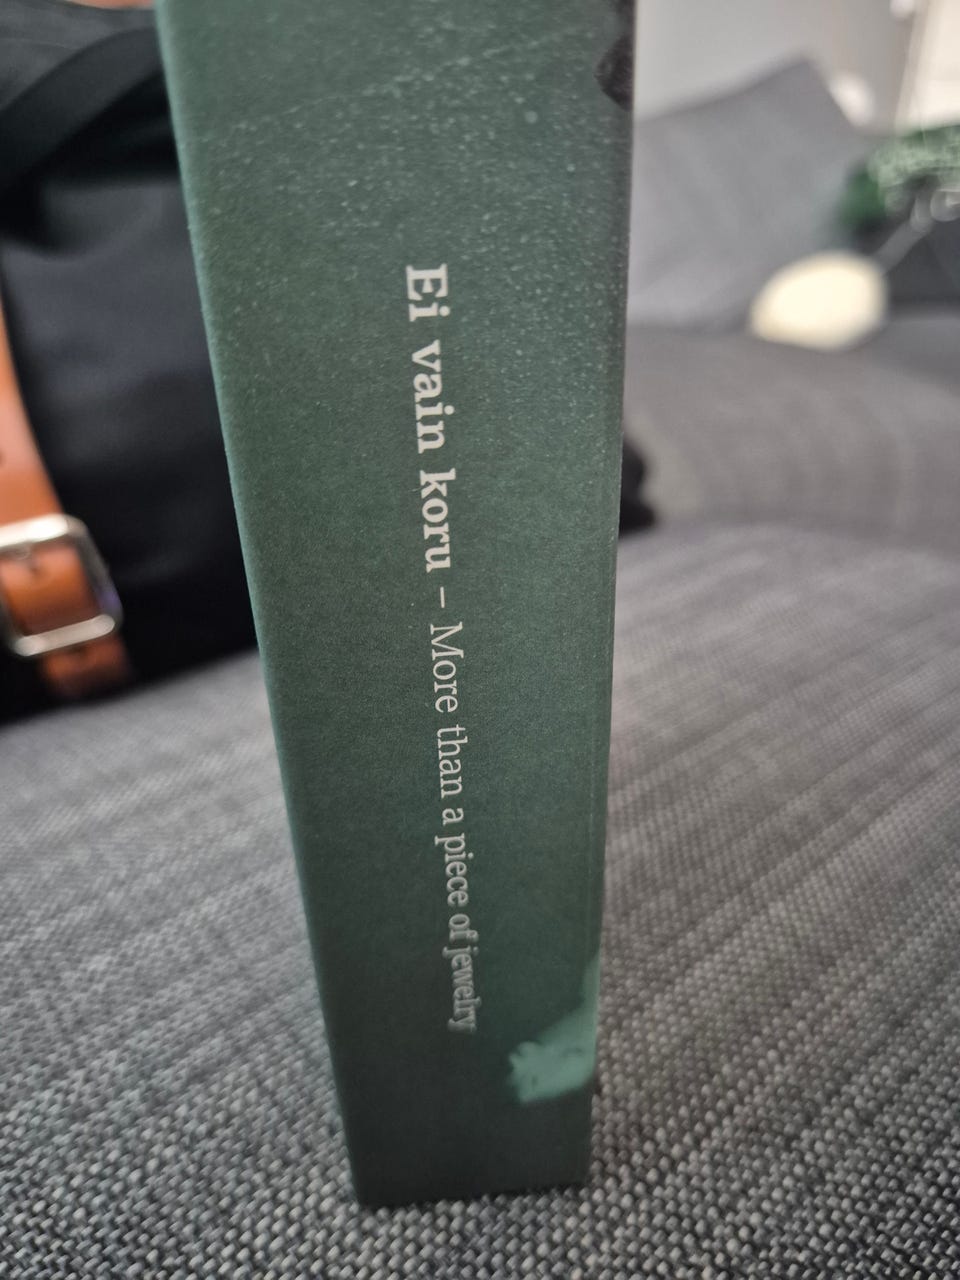 Ei vain koru – More than a piece of jewelry